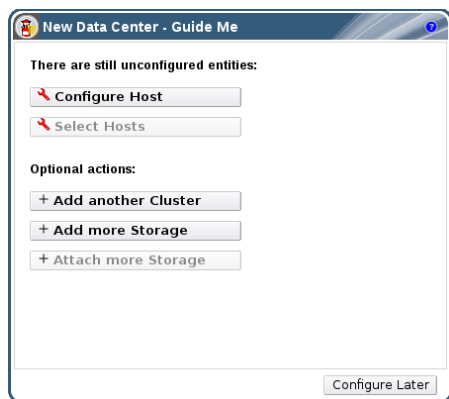 New Data Center - Guide Me
?
There are still unconfigured entities:
Configure Host
Select Hosts
Optional actions:
+ Add another Cluster
+ Add more Storage
+ Attach more Storage
Configure Later